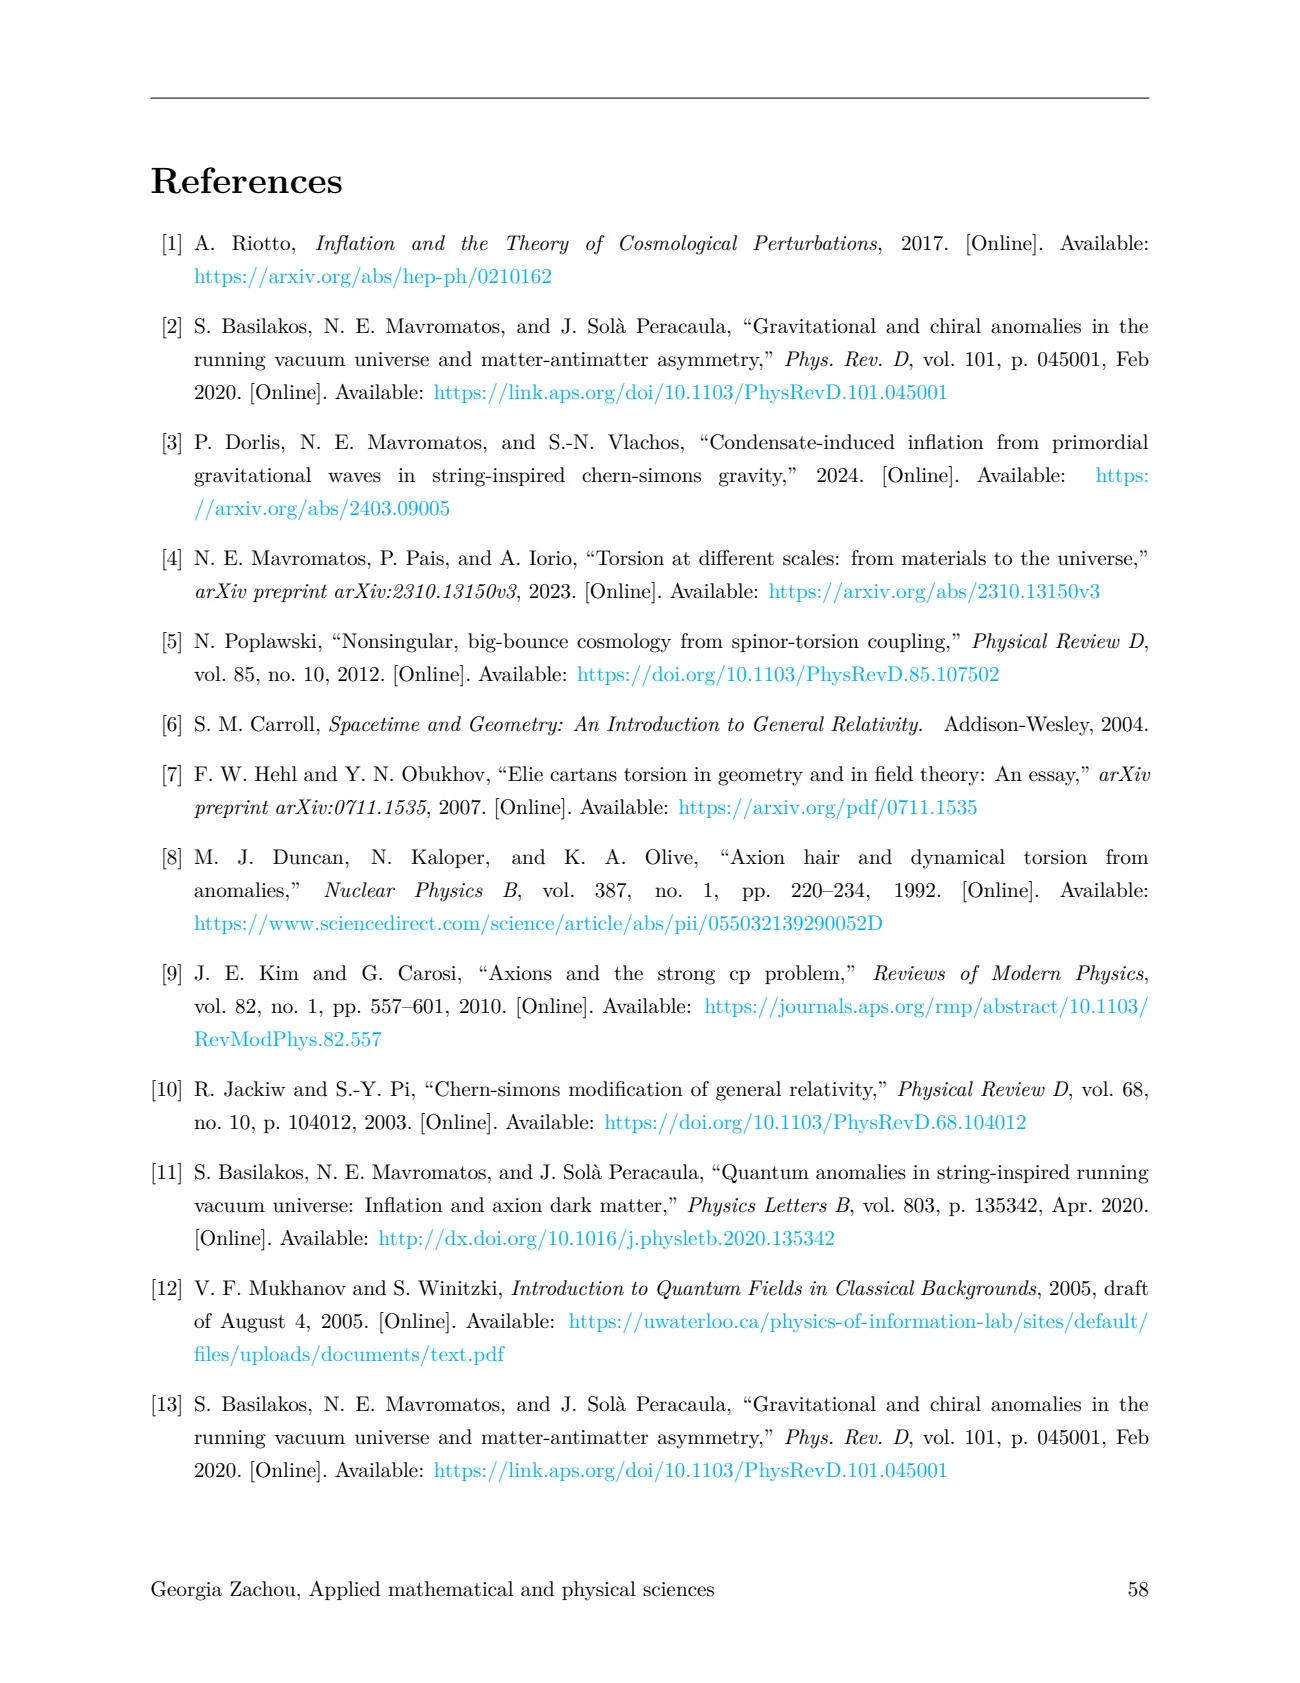 References
[1] A. Riotto, Inflation and the Theory of Cosmological Perturbations, 2017. [Online]. Available:
https://arxiv.org/abs/hep-ph/0210162
[2] S. Basilakos, N. E. Mavromatos, and J. Solà Peracaula, “Gravitational and chiral anomalies in the
running vacuum universe and matter-antimatter asymmetry,” Phys. Rev. D, vol. 101, p. 045001, Feb
2020. [Online]. Available: https://link.aps.org/doi/10.1103/PhysRevD.101.045001
[3] P. Dorlis, N. E. Mavromatos, and S.-N. Vlachos, “Condensate-induced inflation from primordial
gravitational waves in string-inspired chern-simons gravity,” 2024. [Online]. Available: https:
//arxiv.org/abs/2403.09005
[4] N. E. Mavromatos, P. Pais, and A. Iorio, “Torsion at different scales: from materials to the universe,”
arXiv preprint arXiv:2310.13150v3, 2023. [Online]. Available: https://arxiv.org/abs/2310.13150v3
[5] N. Poplawski, “Nonsingular, big-bounce cosmology from spinor-torsion coupling,” Physical Review D,
vol. 85, no. 10, 2012. [Online]. Available: https://doi.org/10.1103/PhysRevD.85.107502
[6] S. M. Carroll, Spacetime and Geometry: An Introduction to General Relativity. Addison-Wesley, 2004.
[7] F. W. Hehl and Y. N. Obukhov, “Elie cartans torsion in geometry and in field theory: An essay,” arXiv
preprint arXiv:0711.1535, 2007. [Online]. Available: https://arxiv.org/pdf/0711.1535
[8] M. J. Duncan, N. Kaloper, and K. A. Olive, “Axion hair and dynamical torsion from
anomalies,” Nuclear Physics B, vol. 387, no. 1, pp. 220–234, 1992. [Online]. Available:
https://www.sciencedirect.com/science/article/abs/pii/055032139290052D
[9] J. E. Kim and G. Carosi, “Axions and the strong cp problem,” Reviews of Modern Physics,
vol. 82, no. 1, pp. 557–601, 2010. [Online]. Available: https://journals.aps.org/rmp/abstract/10.1103/
RevModPhys.82.557
[10] R. Jackiw and S.-Y. Pi, “Chern-simons modification of general relativity,” Physical Review D, vol. 68,
no. 10, p. 104012, 2003. [Online]. Available: https://doi.org/10.1103/PhysRevD.68.104012
[11] S. Basilakos, N. E. Mavromatos, and J. Solà Peracaula, “Quantum anomalies in string-inspired running
vacuum universe: Inflation and axion dark matter,” Physics Letters B, vol. 803, p. 135342, Apr. 2020.
[Online]. Available: http://dx.doi.org/10.1016/j.physletb.2020.135342
[12] V. F. Mukhanov and S. Winitzki, Introduction to Quantum Fields in Classical Backgrounds, 2005, draft
of August 4, 2005. [Online]. Available: https://uwaterloo.ca/physics-of-information-lab/sites/default/
files/uploads/documents/text.pdf
[13] S. Basilakos, N. E. Mavromatos, and J. Solà Peracaula, “Gravitational and chiral anomalies in the
running vacuum universe and matter-antimatter asymmetry,” Phys. Rev. D, vol. 101, p. 045001, Feb
2020. [Online]. Available: https://link.aps.org/doi/10.1103/PhysRevD.101.045001
Georgia Zachou, Applied mathematical and physical sciences 58